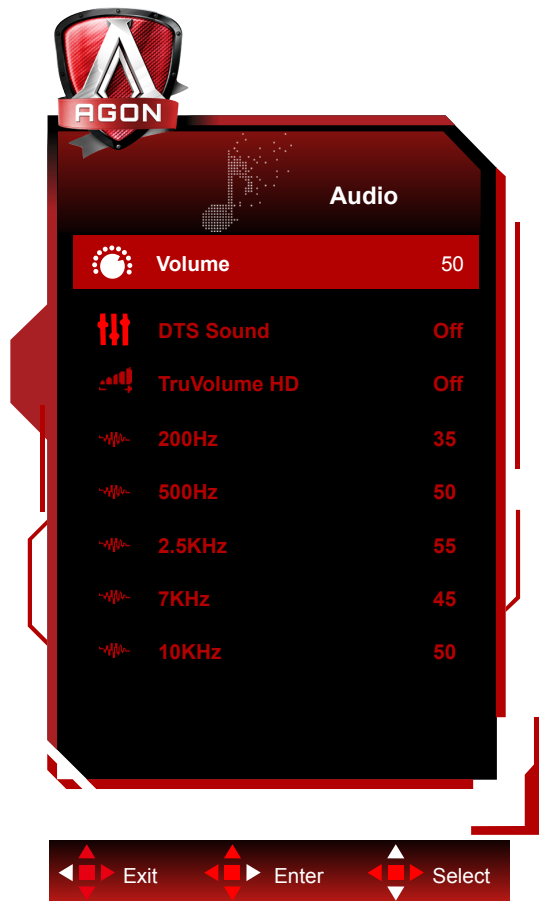 AGON
Audio
Volume 50
DTS Sound Off
TruVolume HD Off
200Hz 35
500Hz 50
2.5KHz 55
7KHz 45
10KHz 50
Exit Enter Select